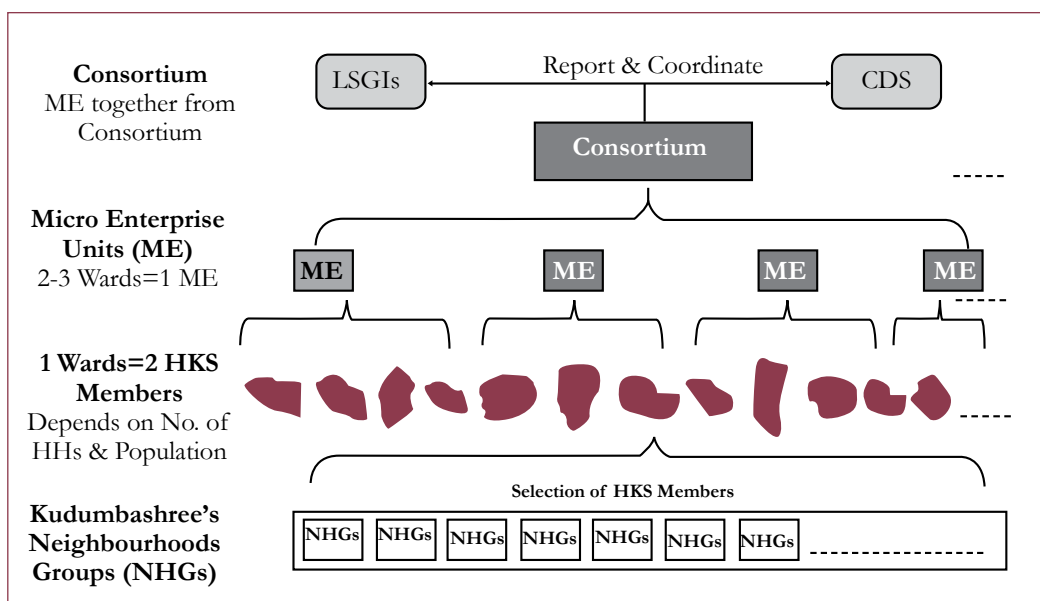 Consortium
ME together from
Consortium
LSGIs
Report & Coordinate
CDS
Consortium
Micro Enterprise
Units (ME)
2-3 Wards=1 ME
ME
ME
ME
ME
1 Wards=2 HKS
Members
Depends on No. of
HHs & Population
Selection of HKS Members
Kudumbashree's
Neighbourhoods
Groups (NHGs)
NHGs
NHGs
NHGs
NHGs
NHGs
NHGs
NHGs